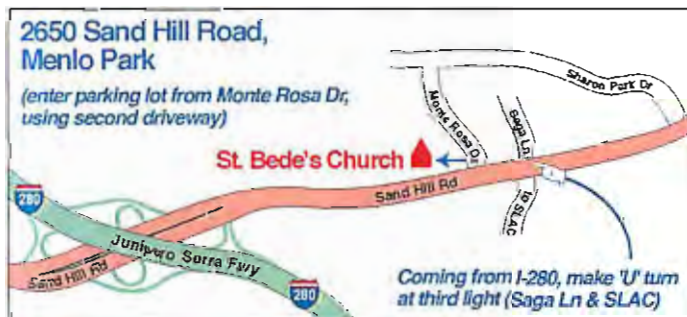 2650 Sand Hill Road,
Menlo Park
(enter parking lot from Monte Rosa Dr,
using second driveway)
Sharon Park Dr
Monte Rosa Dr
Saga Ln
St. Bede's Church
Sand Hill Rd
to SLAC
280
Junipero Serra Fwy
Sand Hill Rd
280
Coming from I-280, make 'U' turn
at third light (Saga Ln & SLAC)